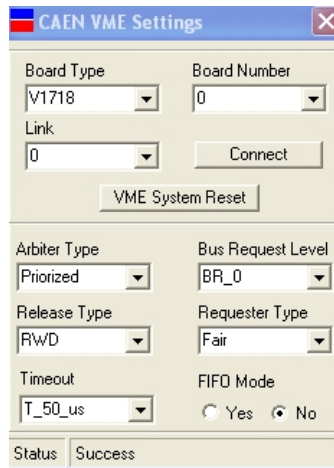 CAEN VME Settings
Board Type Board Number
V1718 0
Link
0 Connect
VME System Reset
Arbiter Type Bus Request Level
Priorized BR_0
Release Type Requester Type
RWD Fair
Timeout FIFO Mode
T_50_us Yes No
Status Success